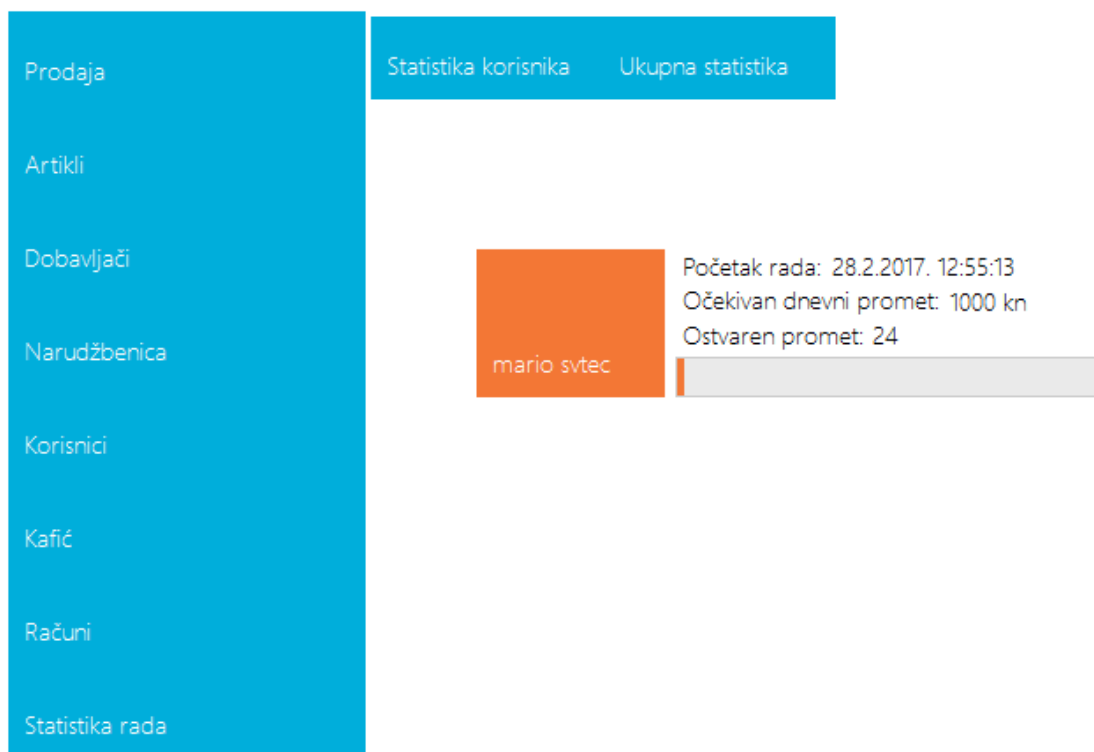 Prodaja
Artikli
Dobavljači
Narudžbenica
Korisnici
Kafić
Računi
Statistika rada
Statistika korisnika Ukupna statistika
mario svtec
Početak rada: 28.2.2017. 12:55:13
Očekivan dnevni promet: 1000 kn
Ostvaren promet: 24